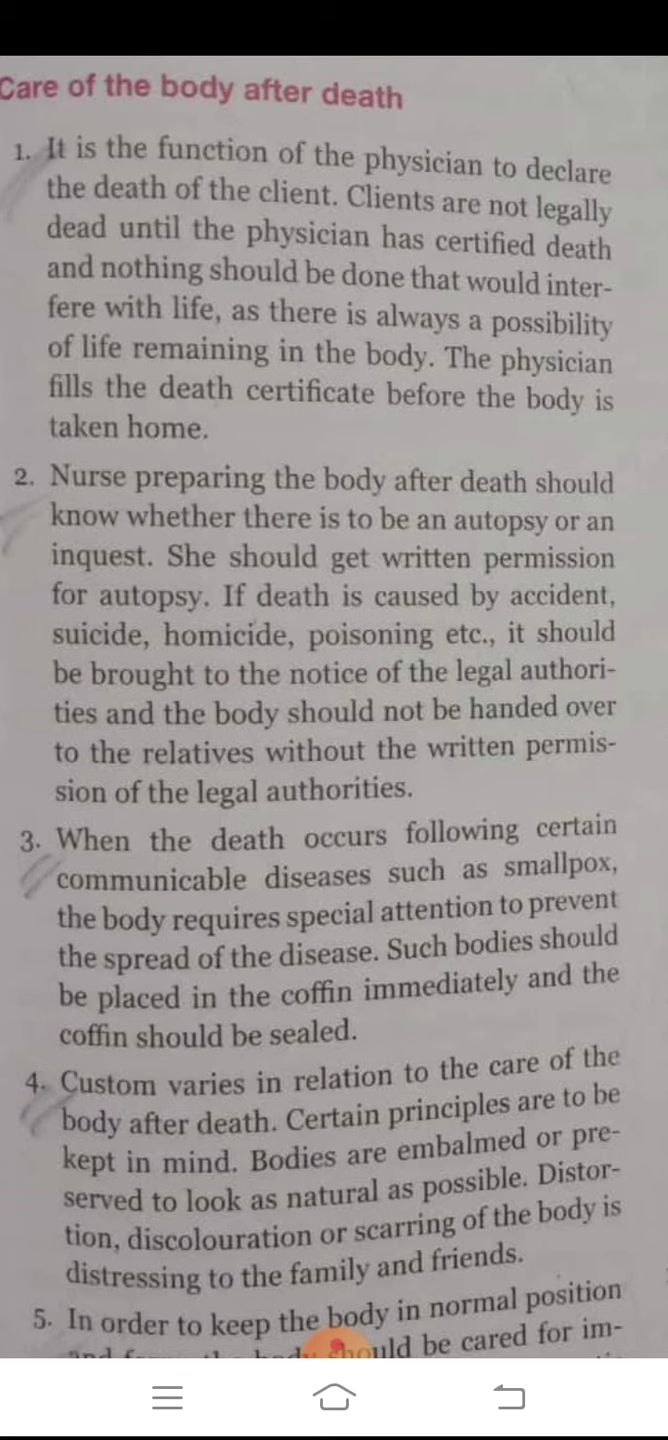 Care of the body after death
1. It is the function of the physician to declare
the death of the client. Clients are not legally
dead until the physician has certified death
and nothing should be done that would inter-
fere with life, as there is always a possibility
of life remaining in the body. The physician
fills the death certificate before the body is
taken home.
2. Nurse preparing the body after death should
know whether there is to be an autopsy or an
inquest. She should get written permission
for autopsy. If death is caused by accident,
suicide, homicide, poisoning etc., it should
be brought to the notice of the legal authori-
ties and the body should not be handed over
to the relatives without the written permis-
sion of the legal authorities.
3. When the death occurs following certain
communicable diseases such as smallpox,
the body requires special attention to prevent
the spread of the disease. Such bodies should
be placed in the coffin immediately and the
coffin should be sealed.
4. Custom varies in relation to the care of the
body after death. Certain principles are to be
kept in mind. Bodies are embalmed or pre-
served to look as natural as possible. Distor-
tion, discolouration or scarring of the body is
distressing to the family and friends.
5. In order to keep the body in normal position
should be cared for im-